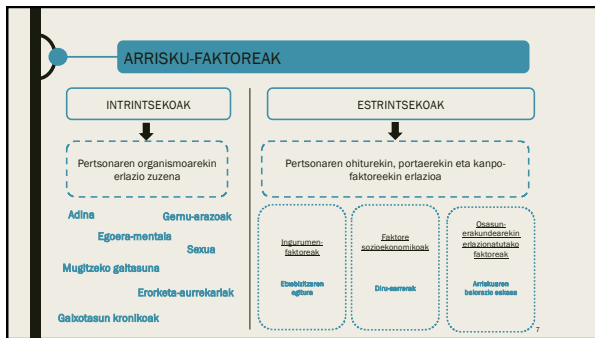 ARRISKU-FAKTOREAK
INTRINTSEKOAK
Pertsonaren organismoarekin
erlazio zuzena
Adina
Gernu-arazoak
Egoera-mentala
Sexua
Mugitzeko gaitasuna
Erorketa-aurrekariak
Gaixotasun kronikoak
ESTRINTSEKOAK
Pertsonaren ohiturekin, portaerekin eta kanpo-
faktoreekin erlazioa
Ingurumen-
faktoreak
Etxebizitzaren
egitura
Faktore
sozioekonomikoak
Diru-sarrerak
Osasun-
erakundearekin
erlazionatutako
faktoreak
Arriskuaren
balorazio eskasa
7